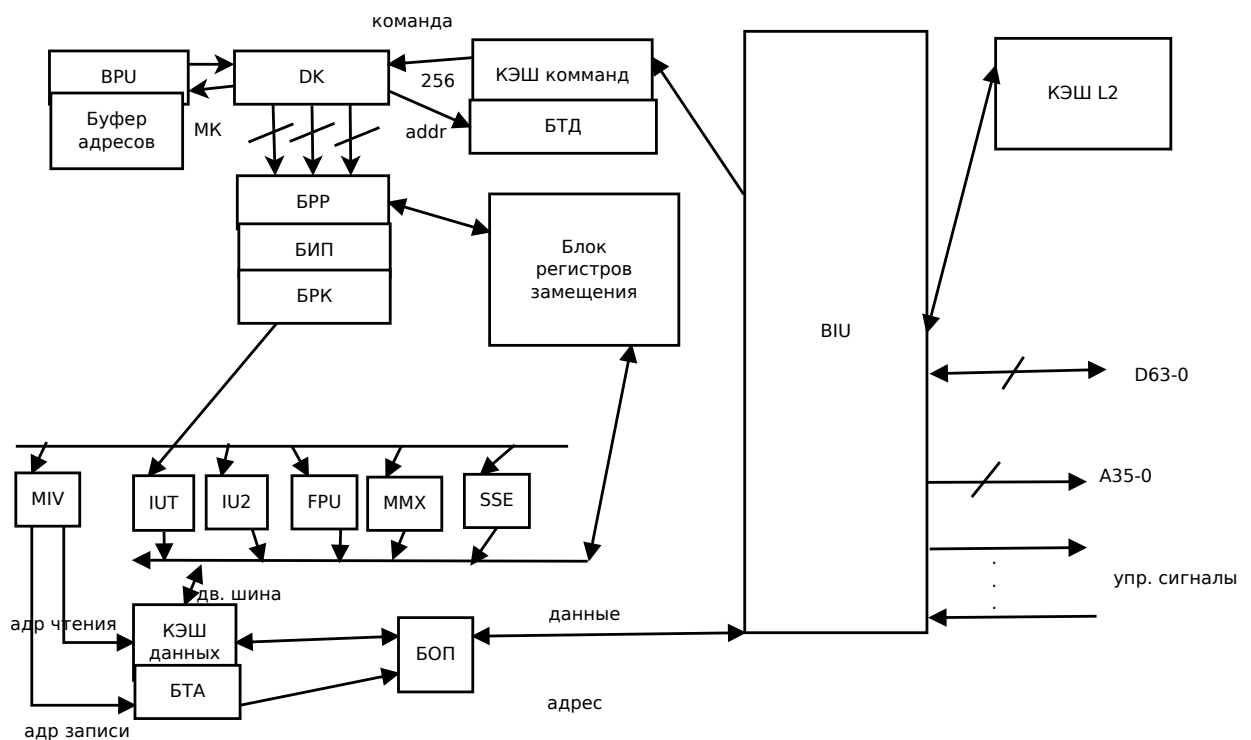 команда
BPU
DK
256
КЭШ комманд
КЭШ L2
Буфер
адресов
МК
addr
БТД
БРР
БИП
БРК
Блок
регистров
замещения
BIU
D63-0
A35-0
MIV
IUT
IU2
FPU
MMX
SSE
упр. сигналы
.
.
.
дв. шина
адр чтения
КЭШ
данных
БОП
данные
БТА
адрес
адр записи